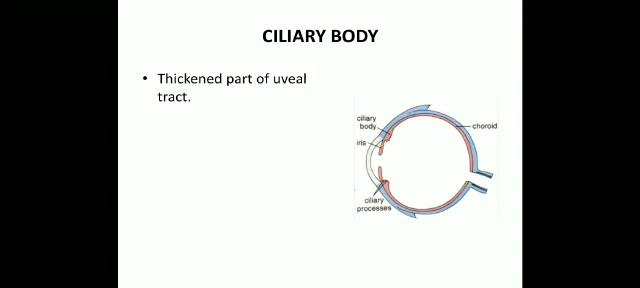 CILIARY BODY
• Thickened part of uveal
tract.
ciliary
body
choroid
iris
ciliary
processes